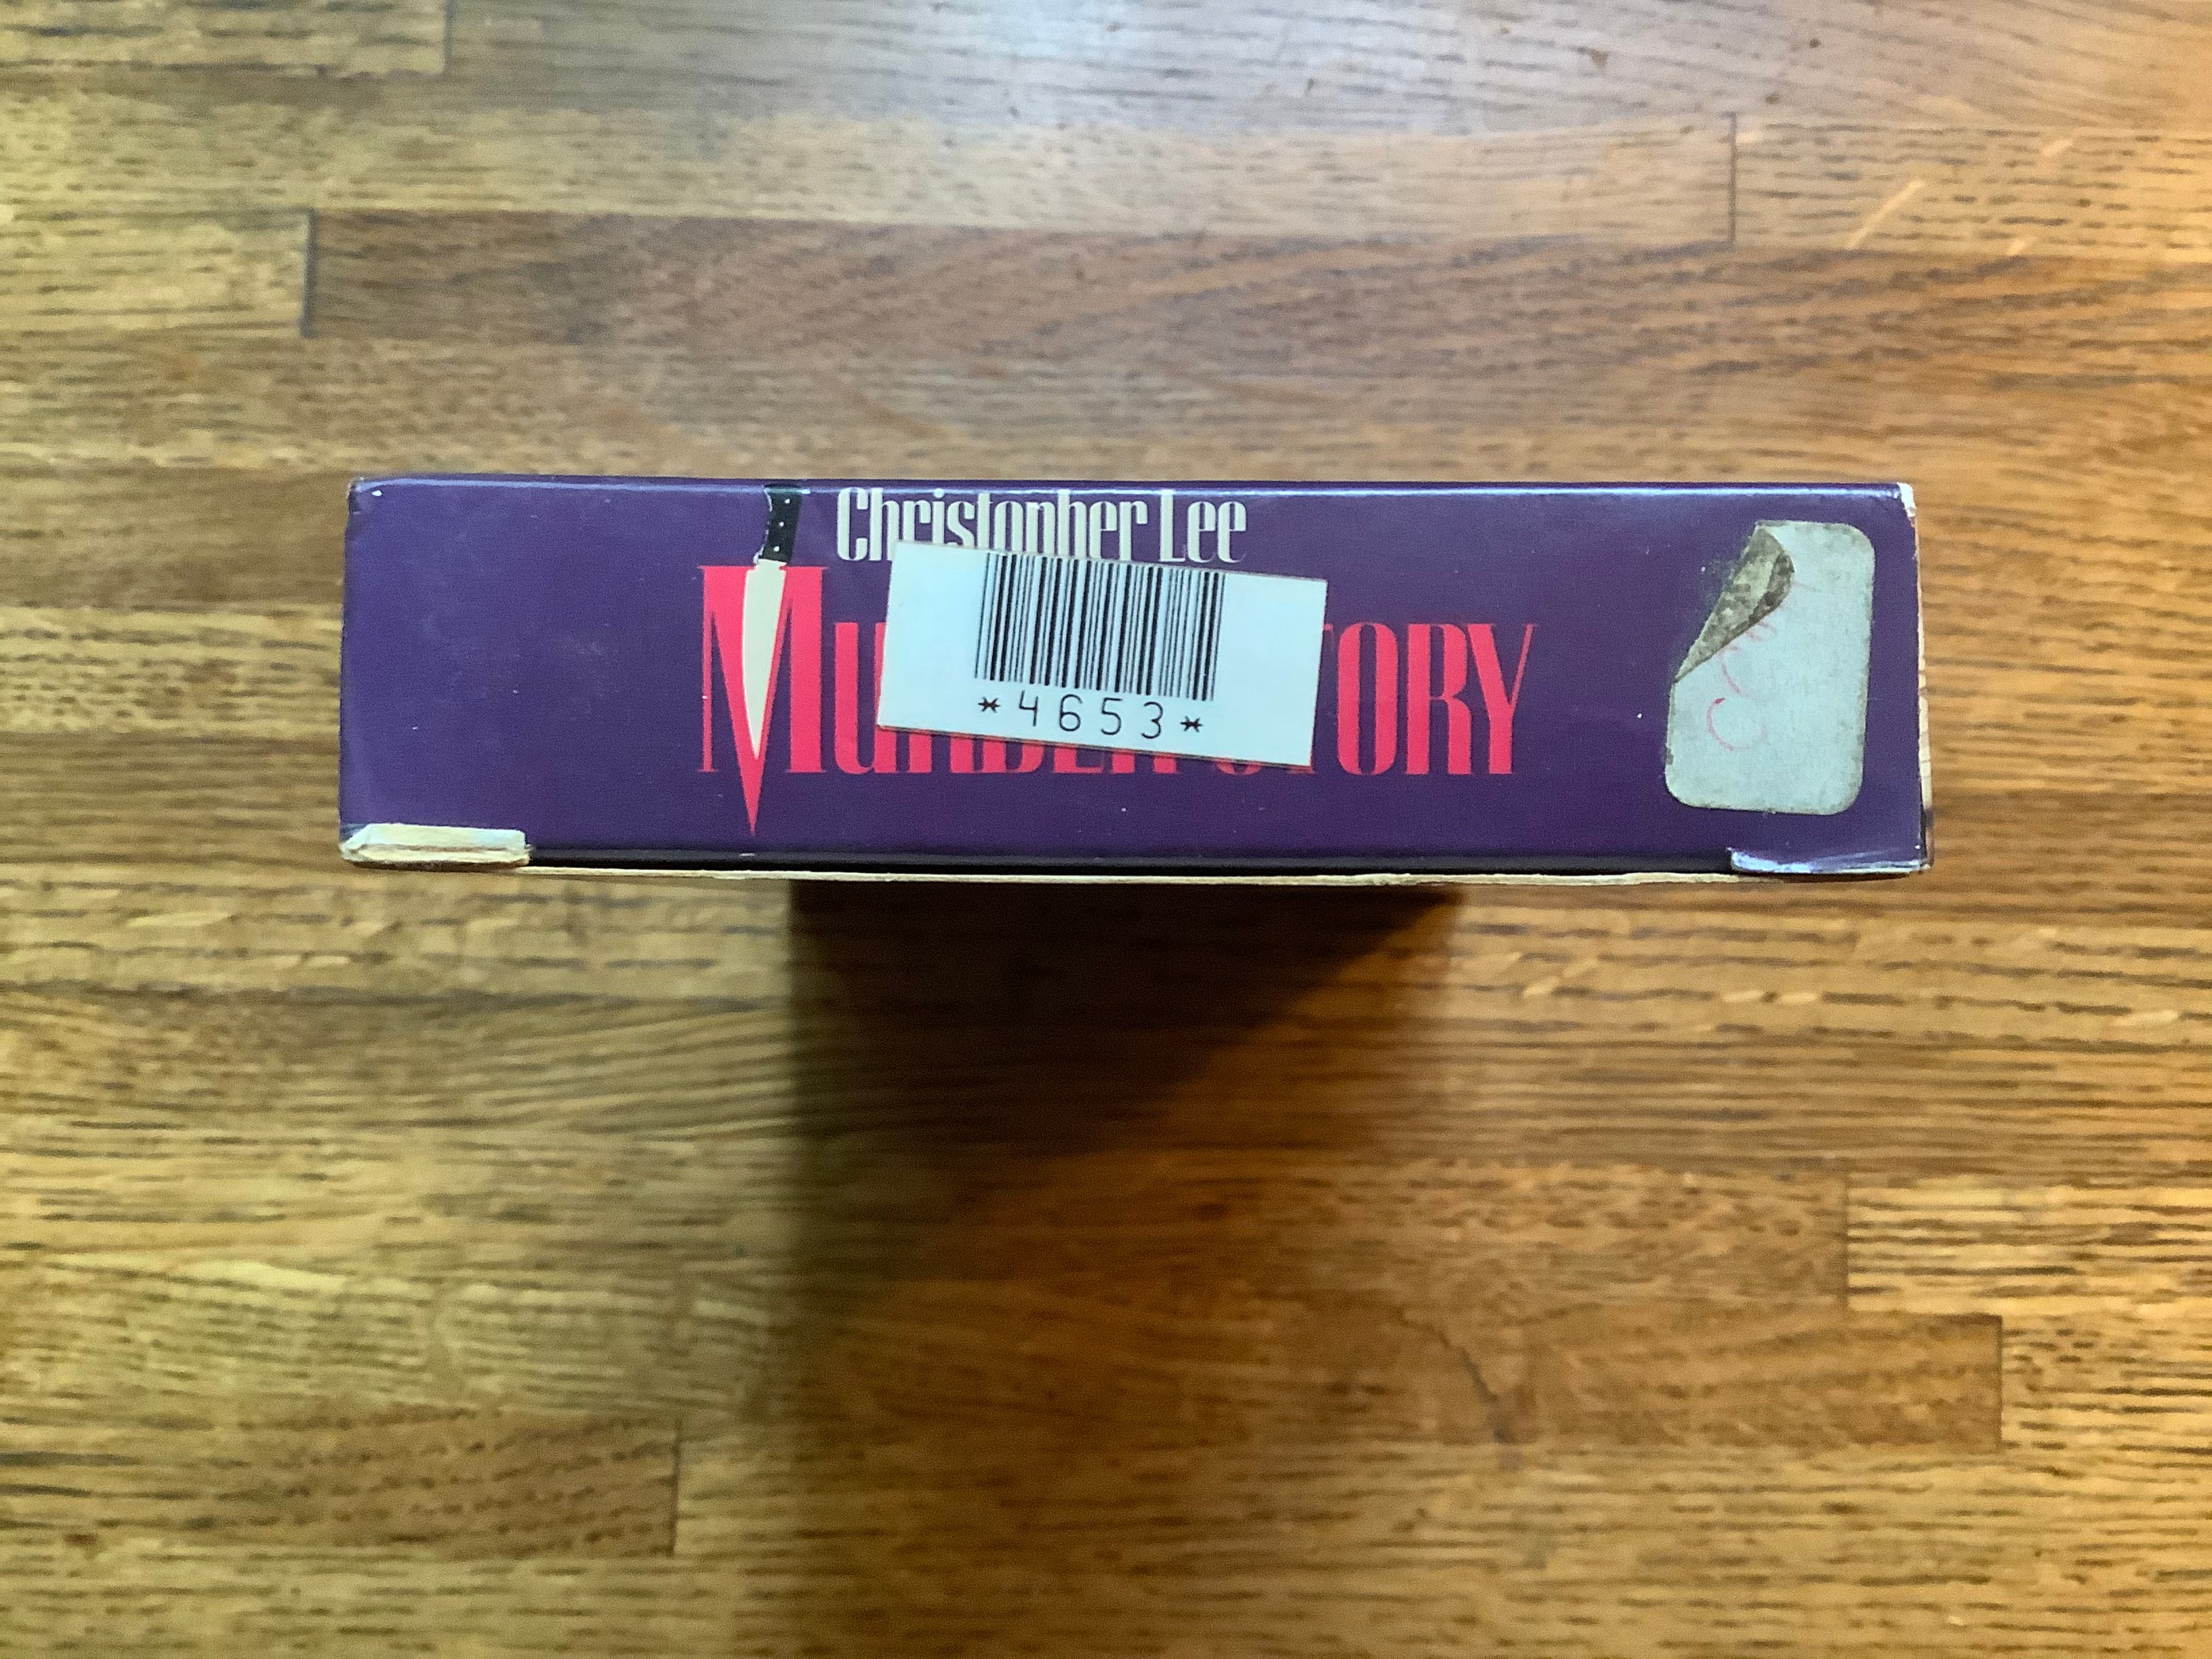 Christopher Lee
MURDER STORY
*4653*